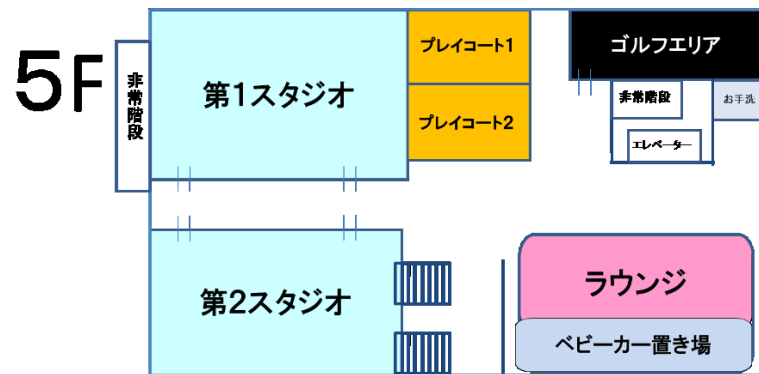 5F
非常階段
第1スタジオ
プレイコート1
プレイコート2
ゴルフエリア
非常階段
お手洗
エレベーター
第2スタジオ
ラウンジ
ベビーカー置き場